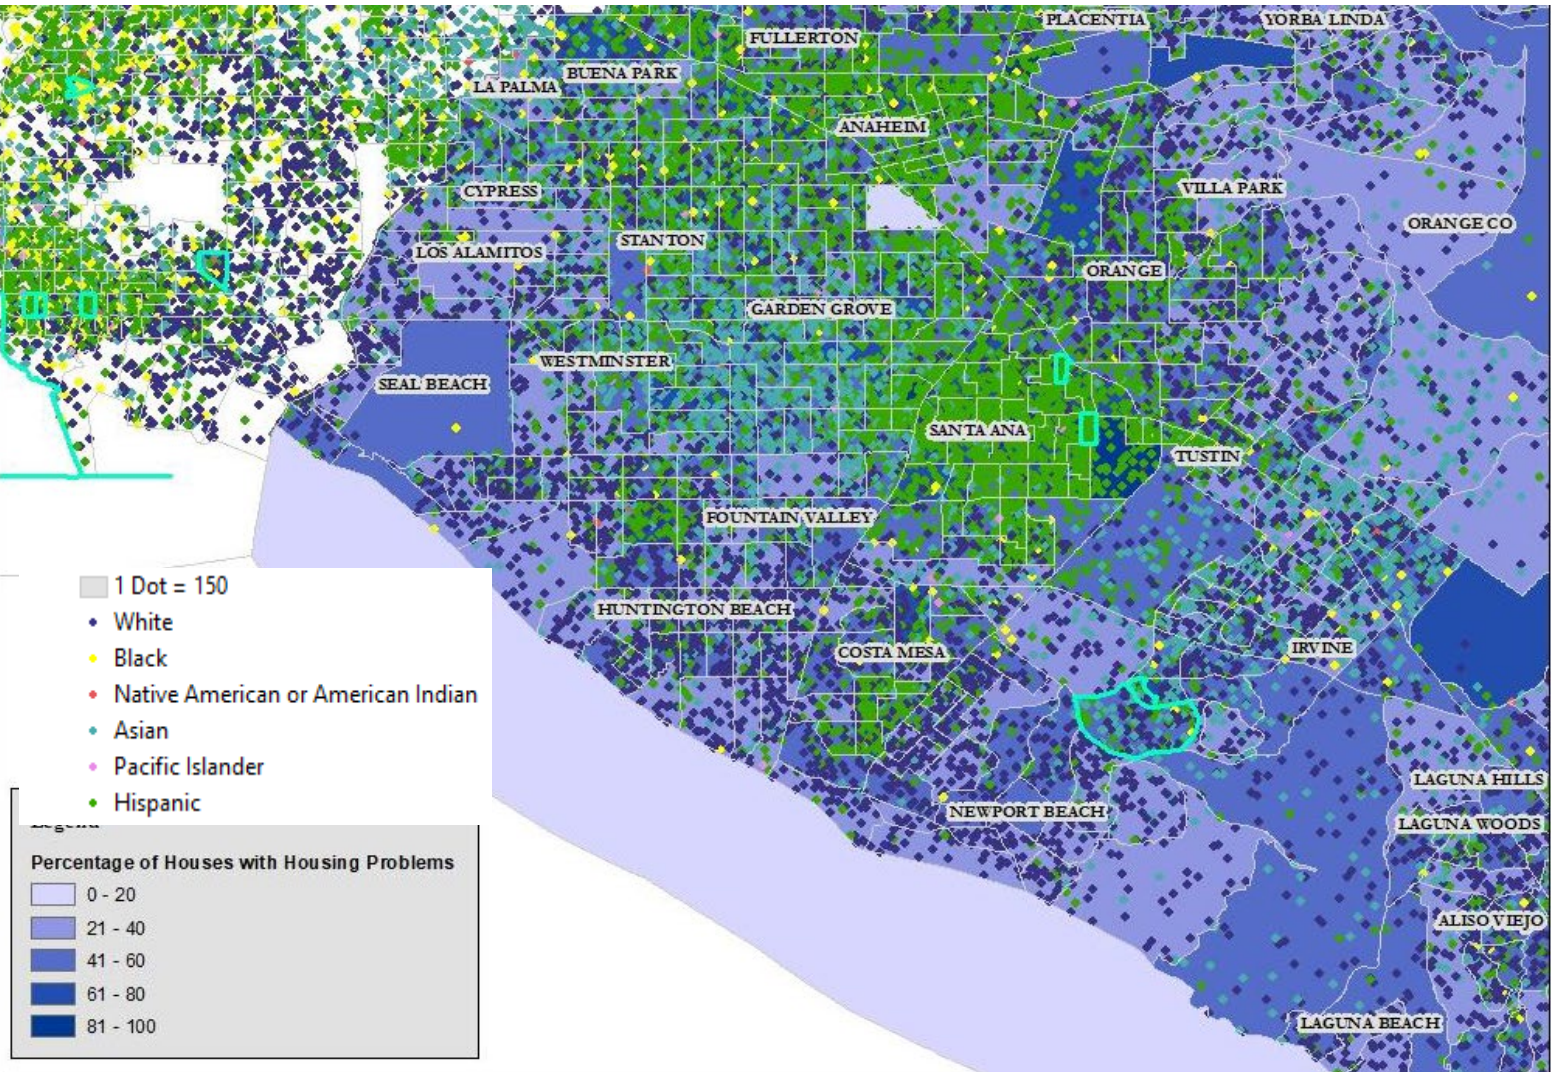 PLACENTIA
YORBA LINDA
FULLERTON
BUENA PARK
LA PALMA
ANAHEIM
CYPRESS
VILLA PARK
ORANGE CO
STANTON
LOS ALAMITOS
ORANGE
GARDEN GROVE
WESTMINSTER
SEAL BEACH
SANTA ANA
TUSTIN
FOUNTAIN VALLEY
HUNTINGTON BEACH
COSTA MESA
IRVINE
LAGUNA HILLS
NEWPORT BEACH
LAGUNA WOODS
ALISO VIEJO
LAGUNA BEACH
1 Dot = 150
White
Black
Native American or American Indian
Asian
Pacific Islander
Hispanic
Legend
Percentage of Houses with Housing Problems
0 - 20
21 - 40
41 - 60
61 - 80
81 - 100